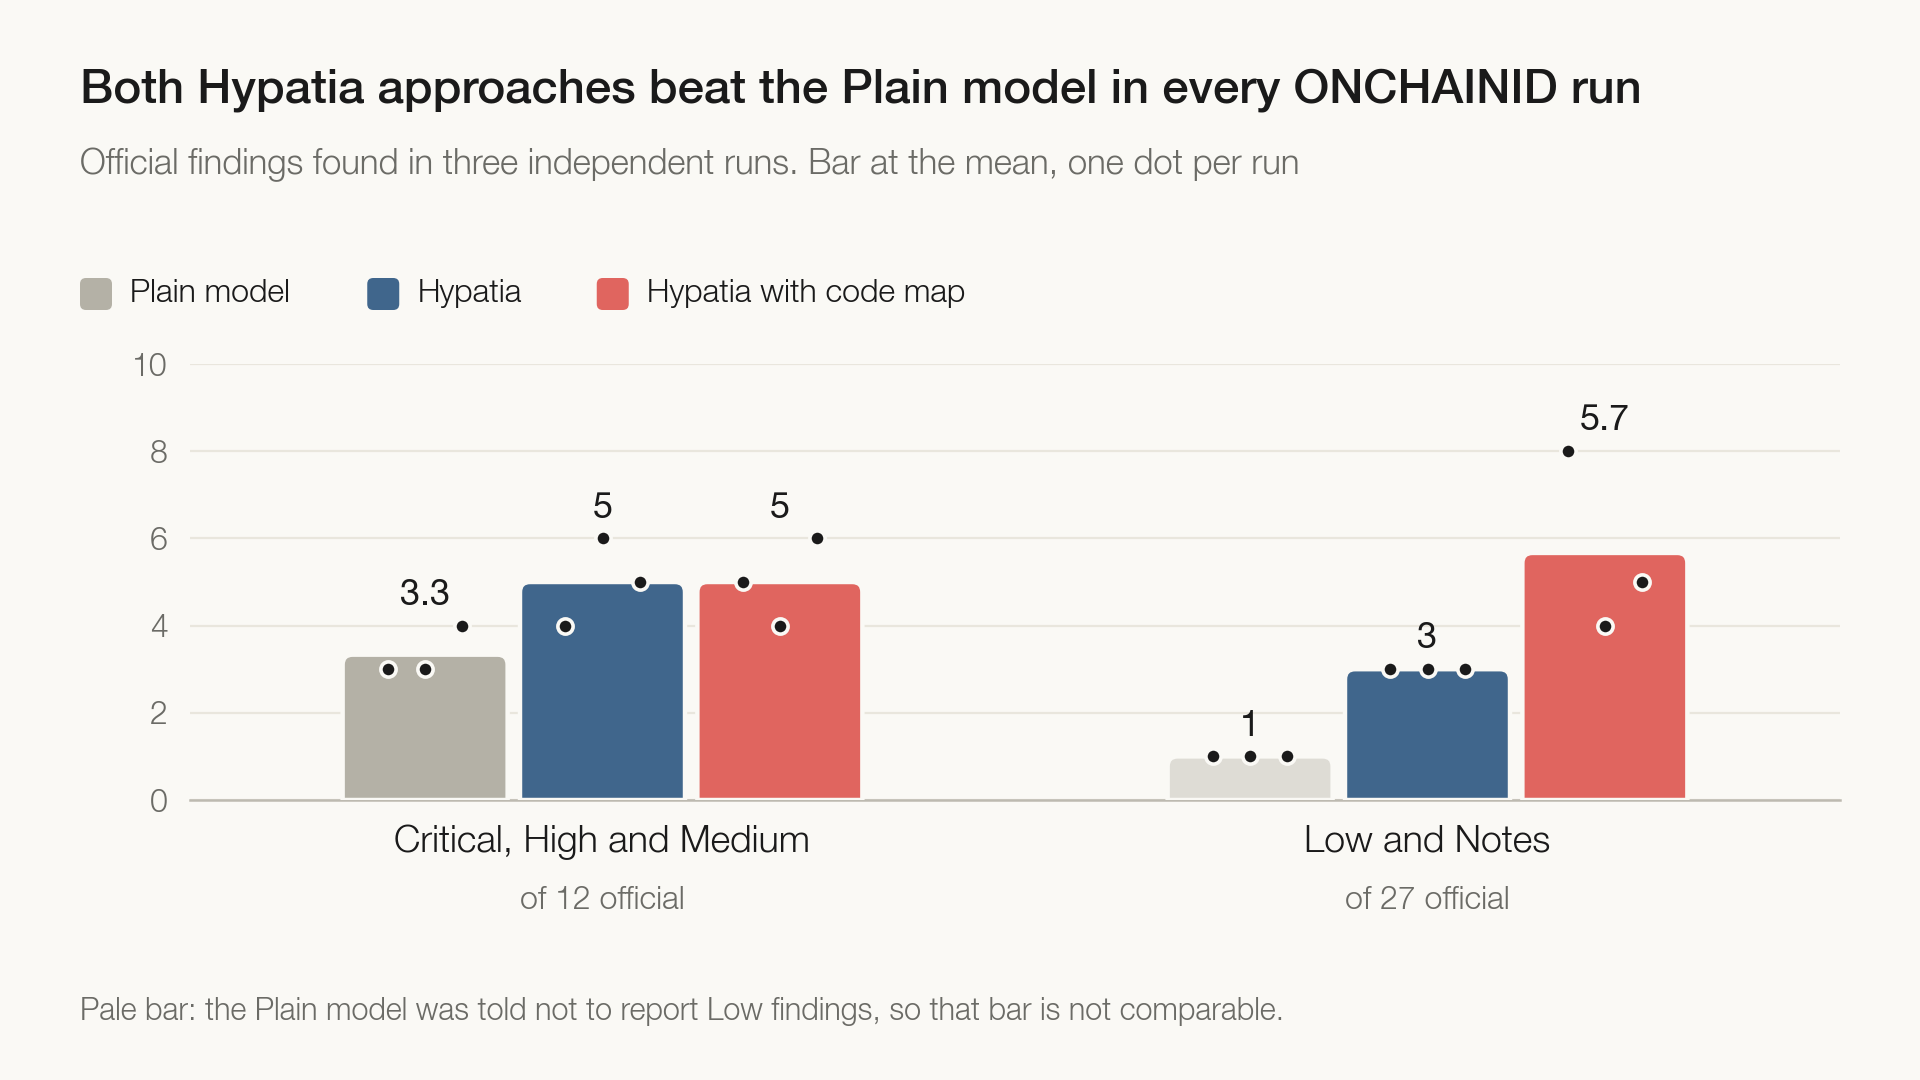 Both Hypatia approaches beat the Plain model in every ONCHAINID run
Official findings found in three independent runs. Bar at the mean, one dot per run
Plain model
Hypatia
Hypatia with code map
10
8
6
4
2
0
3.3
5
5
1
3
5.7
Critical, High and Medium
of 12 official
Low and Notes
of 27 official
Pale bar: the Plain model was told not to report Low findings, so that bar is not comparable.